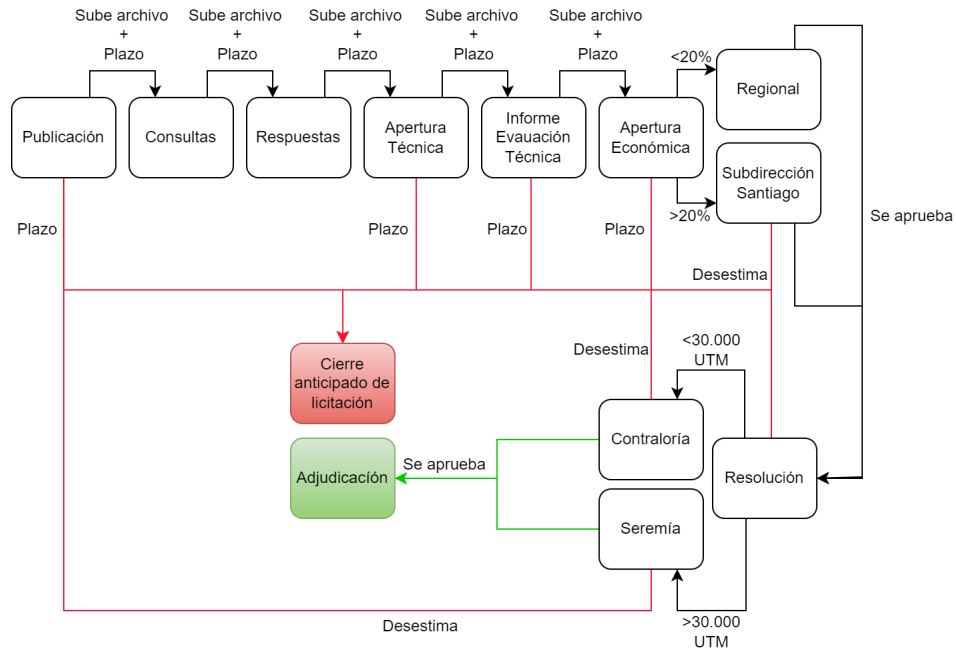 Sube archivo
+
Plazo
Sube archivo
+
Plazo
Sube archivo
+
Plazo
Sube archivo
+
Plazo
Sube archivo
+
Plazo
<20%
Regional
Publicación
Consultas
Respuestas
Apertura
Técnica
Informe
Evauación
Técnica
Apertura
Económica
Subdirección
Santiago
>20%
Se aprueba
Plazo
Plazo
Plazo
Plazo
Desestima
<30.000
UTM
Desestima
Cierre
anticipado de
licitación
Contraloría
Se aprueba
Adjudicacíón
Resolución
Seremía
>30.000
UTM
Desestima